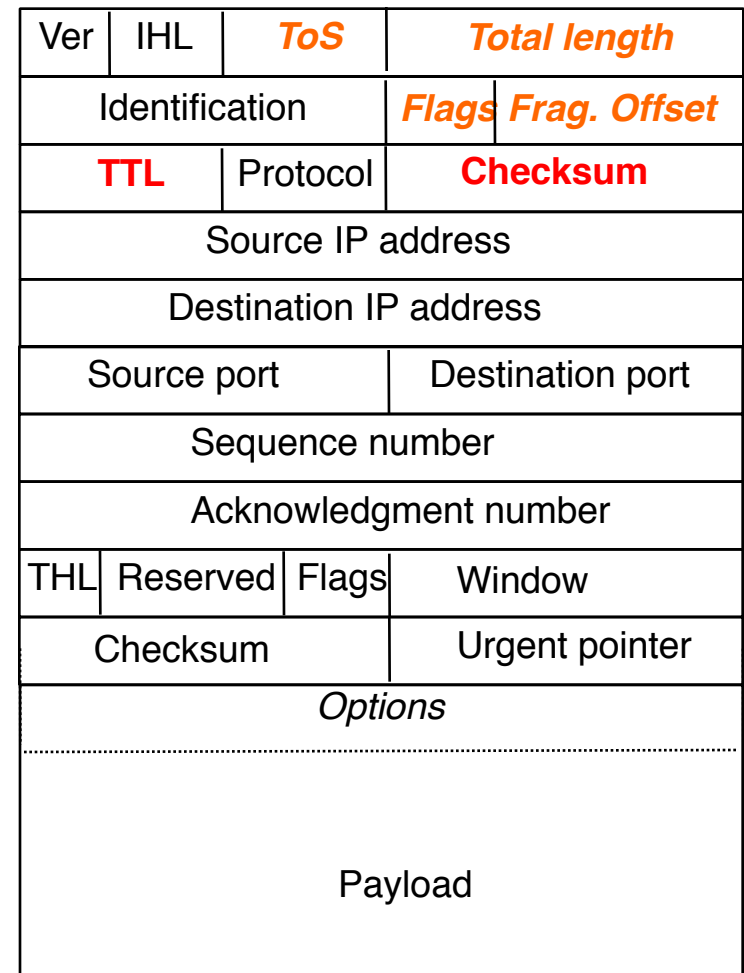 Ver IHL ToS Total length
Identification Flags Frag. Offset
TTL Protocol Checksum
Source IP address
Destination IP address
Source port Destination port
Sequence number
Acknowledgment number
THL Reserved Flags Window
Checksum Urgent pointer
Options
Payload